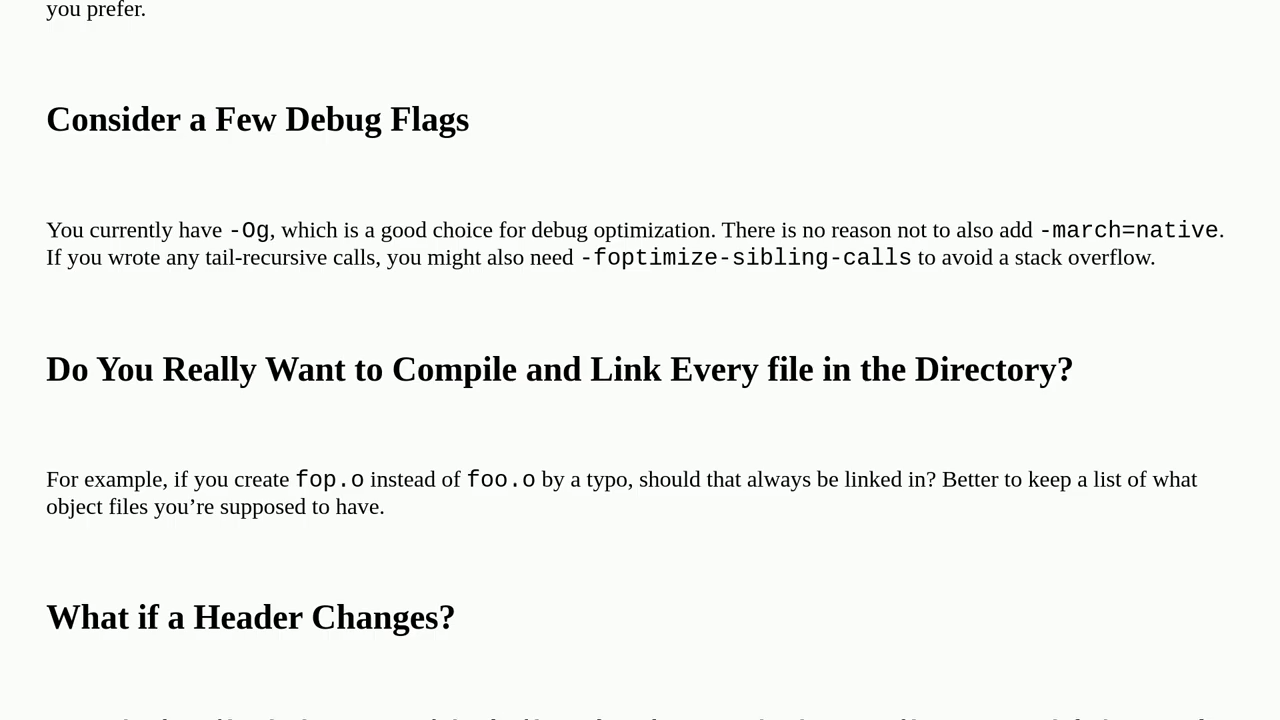 you prefer.
Consider a Few Debug Flags
You currently have -Og, which is a good choice for debug optimization. There is no reason not to also add -march=native.
If you wrote any tail-recursive calls, you might also need -foptimize-sibling-calls to avoid a stack overflow.
Do You Really Want to Compile and Link Every file in the Directory?
For example, if you create fop.o instead of foo.o by a typo, should that always be linked in? Better to keep a list of what
object files you’re supposed to have.
What if a Header Changes?